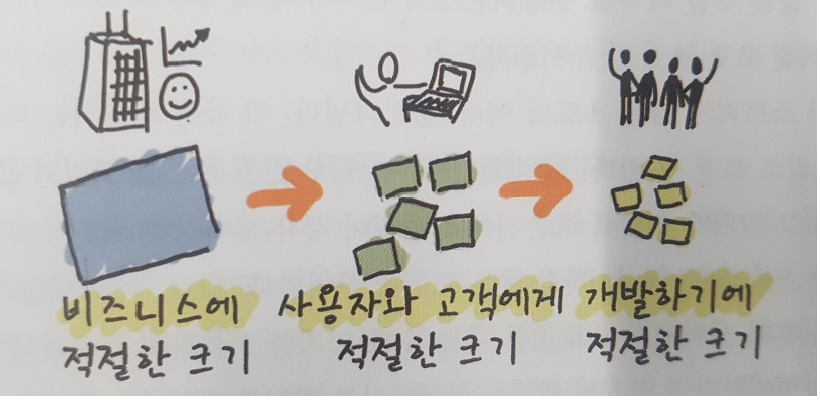 비즈니스에
적절한 크기
사용자와 고객에게
적절한 크기
개발하기에
적절한 크기